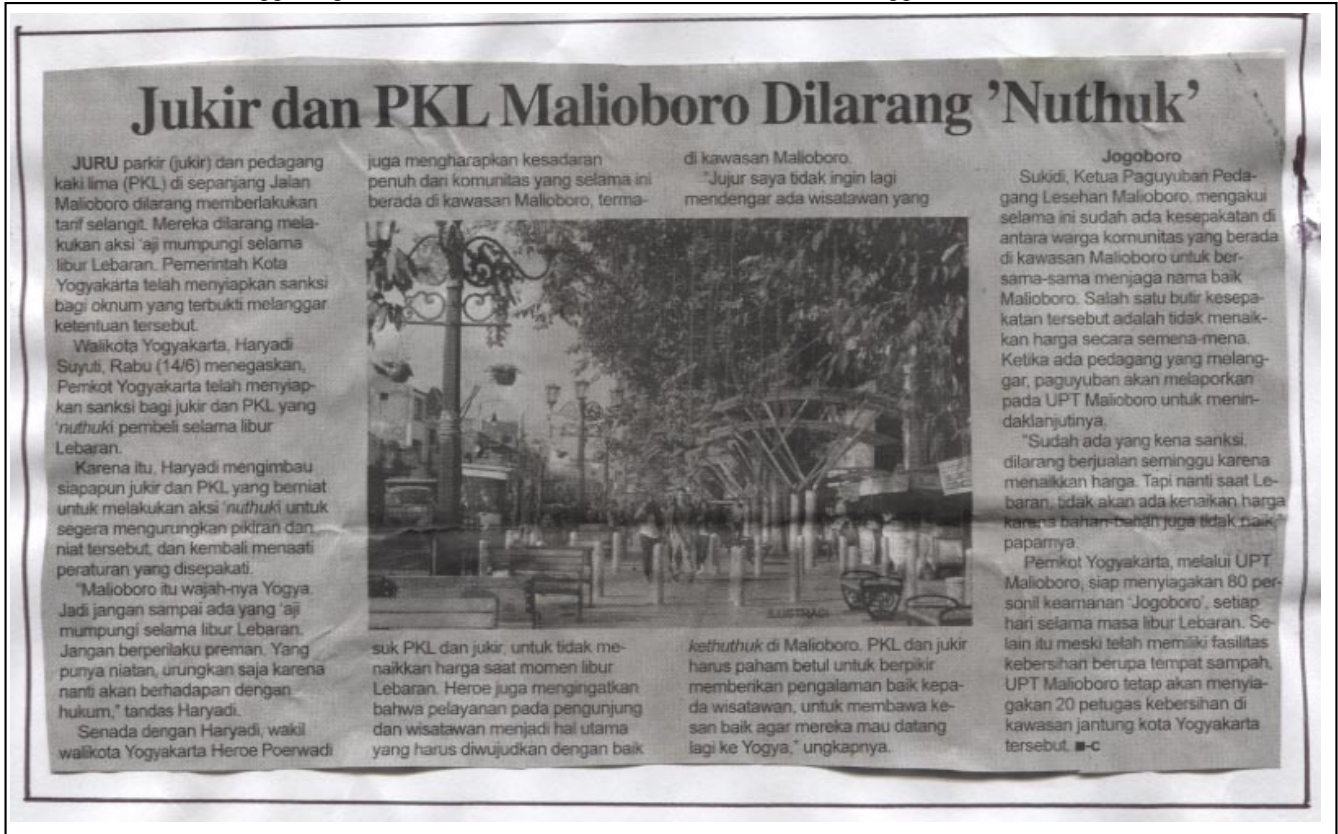 Jukir dan PKL Malioboro Dilarang 'Nuthuk'
JURU parkir (jukir) dan pedagang
kaki lima (PKL) di sepanjang Jalan
Malioboro dilarang memberlakukan
tarif selangit. Mereka dilarang mela-
kukan aksi 'aji mumpungi selama
libur Lebaran. Pemerintah Kota
Yogyakarta telah menyiapkan sanksi
bagi oknum yang terbukti melanggar
ketentuan tersebut.
Walikota Yogyakarta, Haryadi
Suyuti, Rabu (14/6) menegaskan,
Pemkot Yogyakarta telah menyiap-
kan sanksi bagi jukir dan PKL yang
'nuthuki pembeli selama libur
Lebaran.
Karena itu, Haryadi mengimbau
siapapun jukir dan PKL yang berniat
untuk melakukan aksi 'nuthuki untuk
segera mengurungkan pikiran dan
niat tersebut, dan kembali menaati
peraturan yang disepakati.
"Malioboro itu wajah-nya Yogya.
Jadi jangan sampai ada yang 'aji
mumpungi selama libur Lebaran.
Jangan berperilaku preman. Yang
punya niatan, urungkan saja karena
nanti akan berhadapan dengan
hukum," tandas Haryadi.
Senada dengan Haryadi, wakil
walikota Yogyakarta Heroe Poerwadi
juga mengharapkan kesadaran
penuh dari komunitas yang selama ini
berada di kawasan Malioboro, terma-
suk PKL dan jukir, untuk tidak me-
naikkan harga saat momen libur
Lebaran. Heroe juga mengingatkan
bahwa pelayanan pada pengunjung
dan wisatawan menjadi hal utama
yang harus diwujudkan dengan baik
di kawasan Malioboro.
"Jujur saya tidak ingin lagi
mendengar ada wisatawan yang
ILUSTRASI
kethuthuk di Malioboro. PKL dan jukir
harus paham betul untuk berpikir
memberikan pengalaman baik kepa-
da wisatawan, untuk membawa ke-
san baik agar mereka mau datang
lagi ke Yogya," ungkapnya.
Jogoboro
Sukidi, Ketua Paguyuban Peda-
gang Lesehan Malioboro, mengakui
selama ini sudah ada kesepakatan di
antara warga komunitas yang berada
di kawasan Malioboro untuk ber-
sama-sama menjaga nama baik
Malioboro. Salah satu butir kesepa-
katan tersebut adalah tidak menaik-
kan harga secara semena-mena.
Ketika ada pedagang yang melang-
gar, paguyuban akan melaporkan
pada UPT Malioboro untuk menin-
daklanjutinya.
"Sudah ada yang kena sanksi,
dilarang berjualan seminggu karena
menaikkan harga. Tapi nanti saat Le-
baran, tidak akan ada kenaikan harga
karena bahan-bahan juga tidak naik,"
paparnya.
Pemkot Yogyakarta, melalui UPT
Malioboro, siap menyiagakan 80 per-
sonil keamanan 'Jogoboro', setiap
hari selama masa libur Lebaran. Se-
lain itu meski telah memiliki fasilitas
kebersihan berupa tempat sampah,
UPT Malioboro tetap akan menyia-
gakan 20 petugas kebersihan di
kawasan jantung kota Yogyakarta
tersebut. ■-C